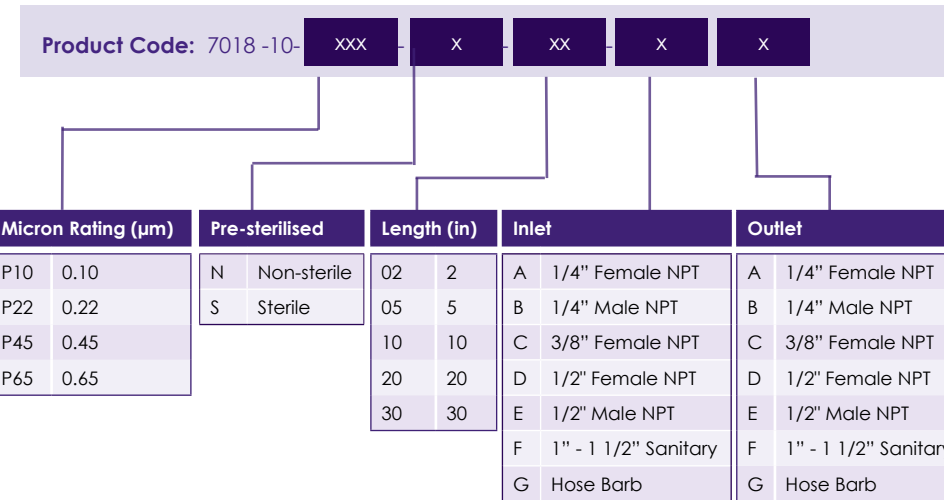 Product Code: 7018 -10- XXX - X - XX - X X
Micron Rating (µm)
P10 0.10
P22 0.22
P45 0.45
P65 0.65
Pre-sterilised
N Non-sterile
S Sterile
Length (in)
02 2
05 5
10 10
20 20
30 30
Inlet
A 1/4” Female NPT
B 1/4” Male NPT
C 3/8” Female NPT
D 1/2" Female NPT
E 1/2" Male NPT
F 1” - 1 1/2” Sanitary
G Hose Barb
Outlet
A 1/4” Female NPT
B 1/4” Male NPT
C 3/8” Female NPT
D 1/2" Female NPT
E 1/2" Male NPT
F 1” - 1 1/2” Sanitary
G Hose Barb